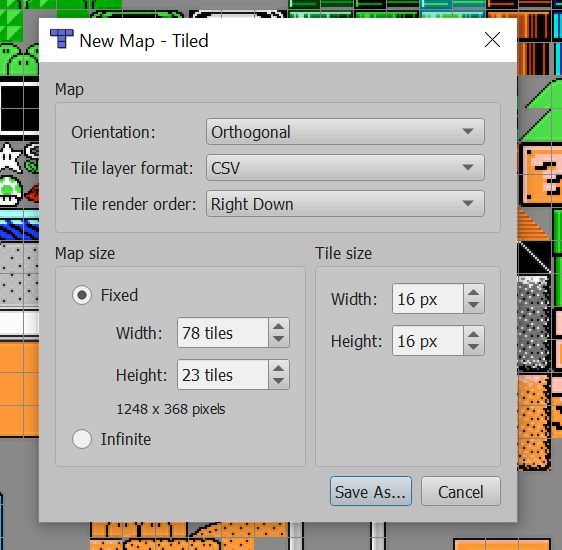 New Map - Tiled
Map
Orientation: Orthogonal
Tile layer format: CSV
Tile render order: Right Down
Map size Tile size
Fixed
Width: 78 tiles
Height: 23 tiles
1248 x 368 pixels
Infinite
Width: 16 px
Height: 16 px
Save As... Cancel